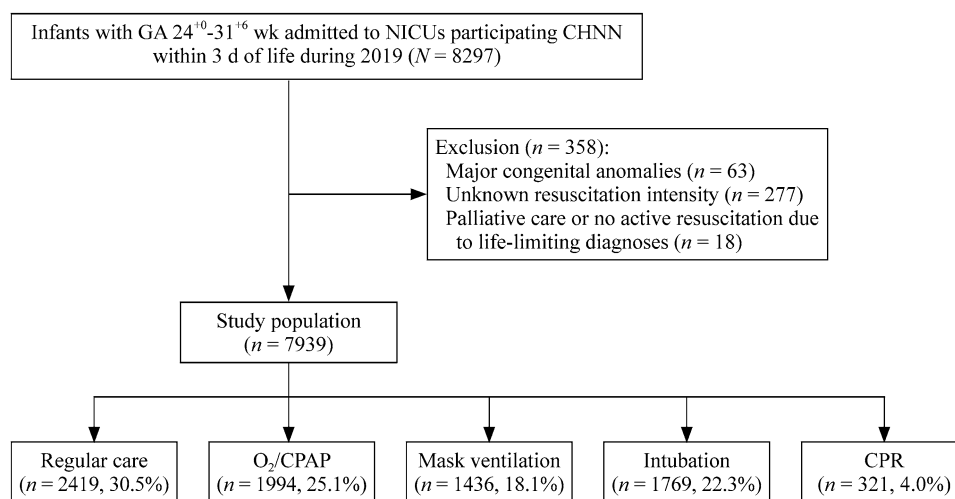 Infants with GA 24⁺⁰-31⁺⁶ wk admitted to NICUs participating CHNN
within 3 d of life during 2019 (N = 8297)
Exclusion (n = 358):
Major congenital anomalies (n = 63)
Unknown resuscitation intensity (n = 277)
Palliative care or no active resuscitation due
to life-limiting diagnoses (n = 18)
Study population
(n = 7939)
Regular care
(n = 2419, 30.5%)
O₂/CPAP
(n = 1994, 25.1%)
Mask ventilation
(n = 1436, 18.1%)
Intubation
(n = 1769, 22.3%)
CPR
(n = 321, 4.0%)